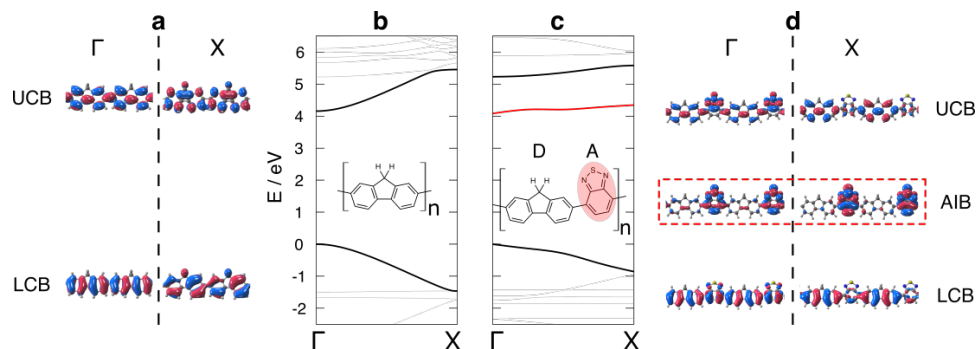 a
Γ X
UCB
LCB
b
E / eV
6
5
4
3
2
1
0
-1
-2
H H
n
Γ X
c
D A
H H
N S N
n
Γ X
d
Γ X
UCB
AIB
LCB